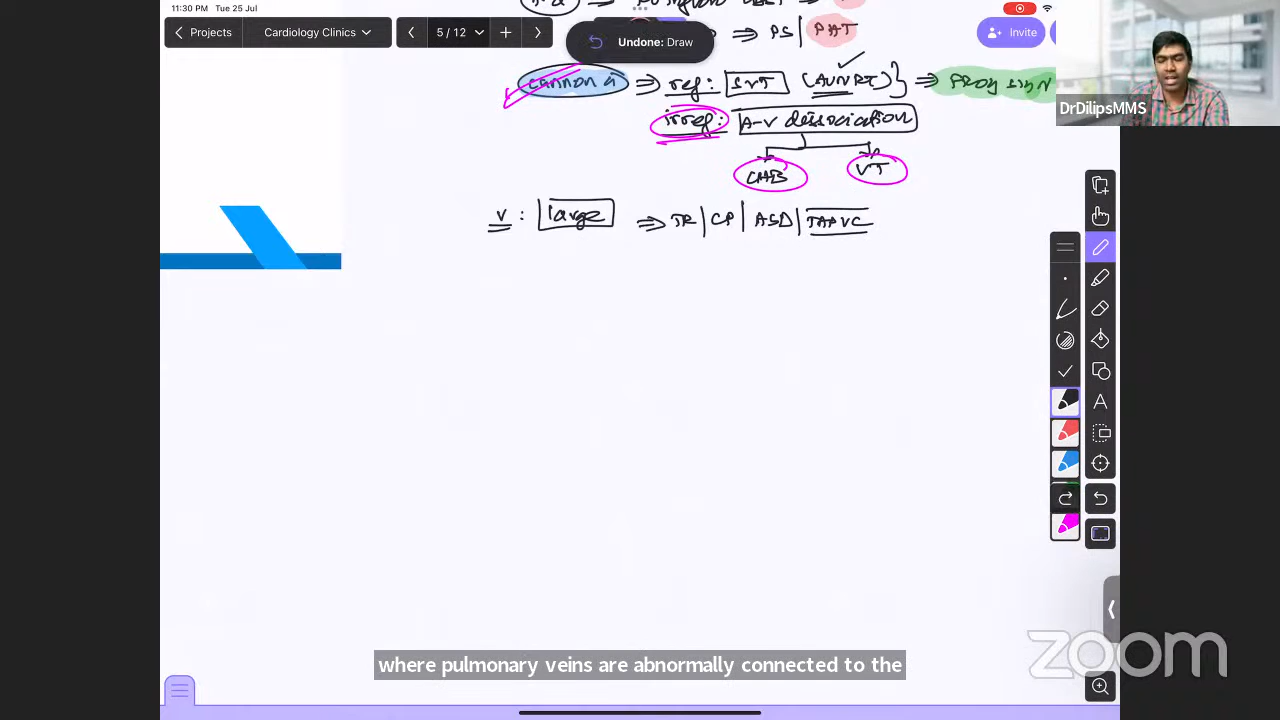 11:30 PM Tue 25 Jul
Projects
Cardiology Clinics
5 / 12
Undone: Draw
Invite
⇒ PS | PAT
cannon a ⇒ reg: SVT (AVNRT) } ⇒ FROG SIGN
DrDilipsMMS
irreg: A-V dissociation
CHB VT
v : large ⇒ TR | CP | ASD | TAPVC
A
where pulmonary veins are abnormally connected to the
zoom